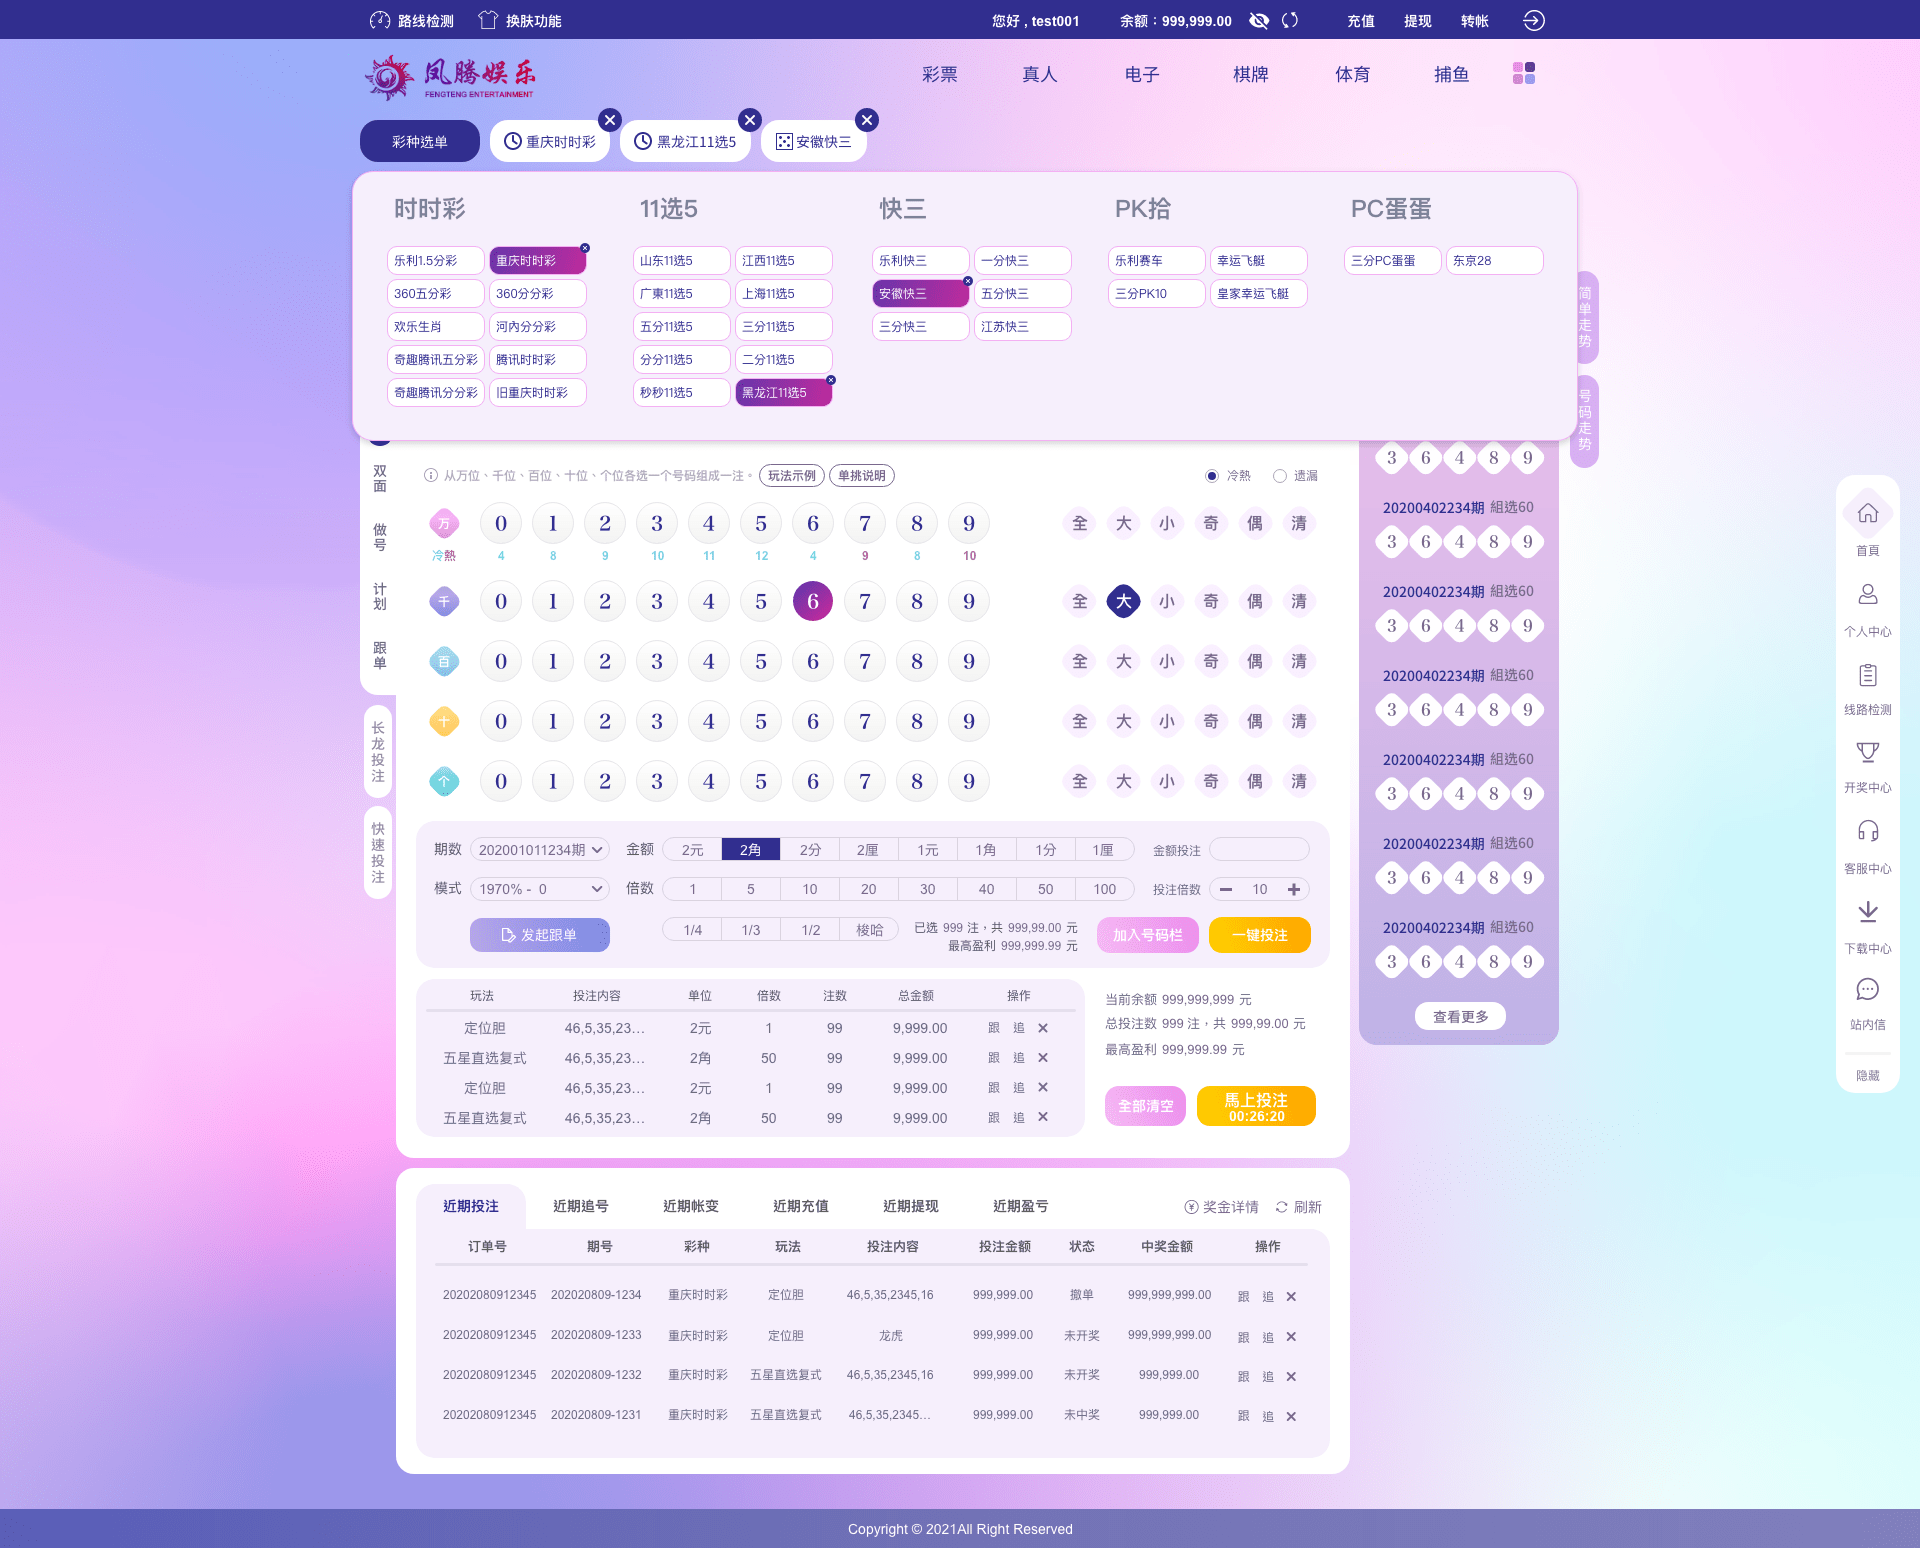 路线检测 换肤功能 您好 , test001 余额：999,999.00 充值 提现 转帐
凤腾娱乐
FENGTENG ENTERTAINMENT
彩票 真人 电子 棋牌 体育 捕鱼
彩种选单 重庆时时彩 黑龙江11选5 安徽快三
时时彩 11选5 快三 PK拾 PC蛋蛋
乐利1.5分彩 重庆时时彩 山东11选5 江西11选5 乐利快三 一分快三 乐利赛车 幸运飞艇 三分PC蛋蛋 东京28
360五分彩 360分分彩 广東11选5 上海11选5 安徽快三 五分快三 三分PK10 皇家幸运飞艇
欢乐生肖 河內分分彩 五分11选5 三分11选5 三分快三 江苏快三
奇趣腾讯五分彩 腾讯时时彩 分分11选5 二分11选5
奇趣腾讯分分彩 旧重庆时时彩 秒秒11选5 黑龙江11选5
简单走势
号码走势
双面
做号
计划
跟单
长龙投注
快速投注
从万位、千位、百位、十位、个位各选一个号码组成一注。 玩法示例 单挑说明 冷熱 遗漏
万 0 1 2 3 4 5 6 7 8 9 全 大 小 奇 偶 清
冷熱 4 8 9 10 11 12 4 9 8 10
千 0 1 2 3 4 5 6 7 8 9 全 大 小 奇 偶 清
百 0 1 2 3 4 5 6 7 8 9 全 大 小 奇 偶 清
十 0 1 2 3 4 5 6 7 8 9 全 大 小 奇 偶 清
个 0 1 2 3 4 5 6 7 8 9 全 大 小 奇 偶 清
期数 202001011234期 金额 2元 2角 2分 2厘 1元 1角 1分 1厘 金额投注
模式 1970% - 0 倍数 1 5 10 20 30 40 50 100 投注倍数 10
发起跟单 1/4 1/3 1/2 梭哈 已选 999 注，共 999,99.00 元
最高盈利 999,999.99 元
加入号码栏 一键投注
玩法 投注内容 单位 倍数 注数 总金额 操作
定位胆 46,5,35,23... 2元 1 99 9,999.00 跟 追
五星直选复式 46,5,35,23... 2角 50 99 9,999.00 跟 追
定位胆 46,5,35,23... 2元 1 99 9,999.00 跟 追
五星直选复式 46,5,35,23... 2角 50 99 9,999.00 跟 追
当前余额 999,999,999 元
总投注数 999 注，共 999,99.00 元
最高盈利 999,999.99 元
全部清空 馬上投注
00:26:20
3 6 4 8 9
20200402234期 組选60
3 6 4 8 9
20200402234期 組选60
3 6 4 8 9
20200402234期 組选60
3 6 4 8 9
20200402234期 組选60
3 6 4 8 9
20200402234期 組选60
3 6 4 8 9
20200402234期 組选60
3 6 4 8 9
查看更多
首頁
个人中心
线路检测
开奖中心
客服中心
下载中心
站内信
隐藏
近期投注 近期追号 近期帐变 近期充值 近期提现 近期盈亏 奖金详情 刷新
订单号 期号 彩种 玩法 投注内容 投注金额 状态 中奖金额 操作
20202080912345 202020809-1234 重庆时时彩 定位胆 46,5,35,2345,16 999,999.00 撤单 999,999,999.00 跟 追
20202080912345 202020809-1233 重庆时时彩 定位胆 龙虎 999,999.00 未开奖 999,999,999.00 跟 追
20202080912345 202020809-1232 重庆时时彩 五星直选复式 46,5,35,2345,16 999,999.00 未开奖 999,999.00 跟 追
20202080912345 202020809-1231 重庆时时彩 五星直选复式 46,5,35,2345... 999,999.00 未中奖 999,999.00 跟 追
Copyright © 2021All Right Reserved